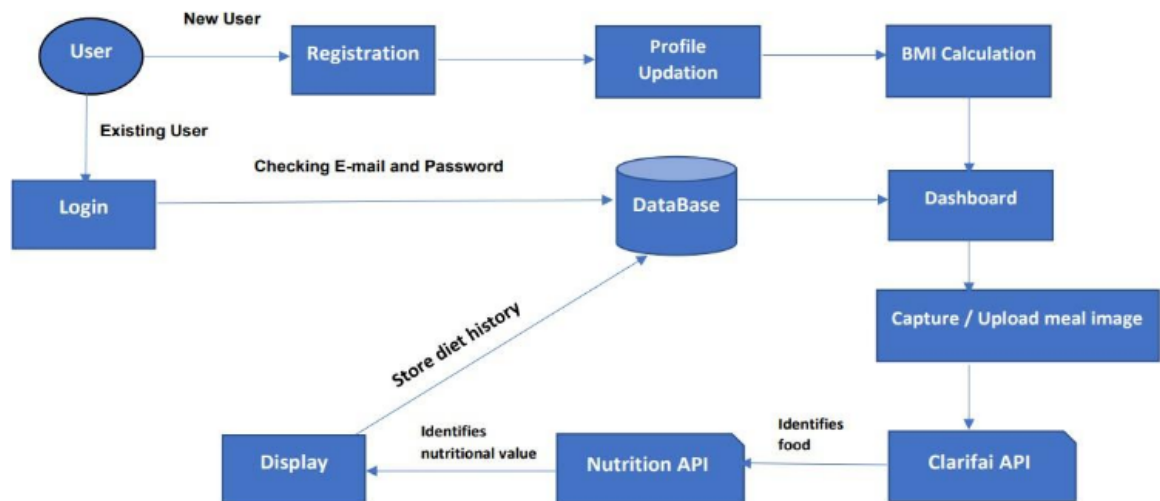 New User
User
Registration
Profile
Updation
BMI Calculation
Existing User
Checking E-mail and Password
Login
DataBase
Dashboard
Capture / Upload meal image
Store diet history
Identifies
nutritional value
Identifies
food
Display
Nutrition API
Clarifai API